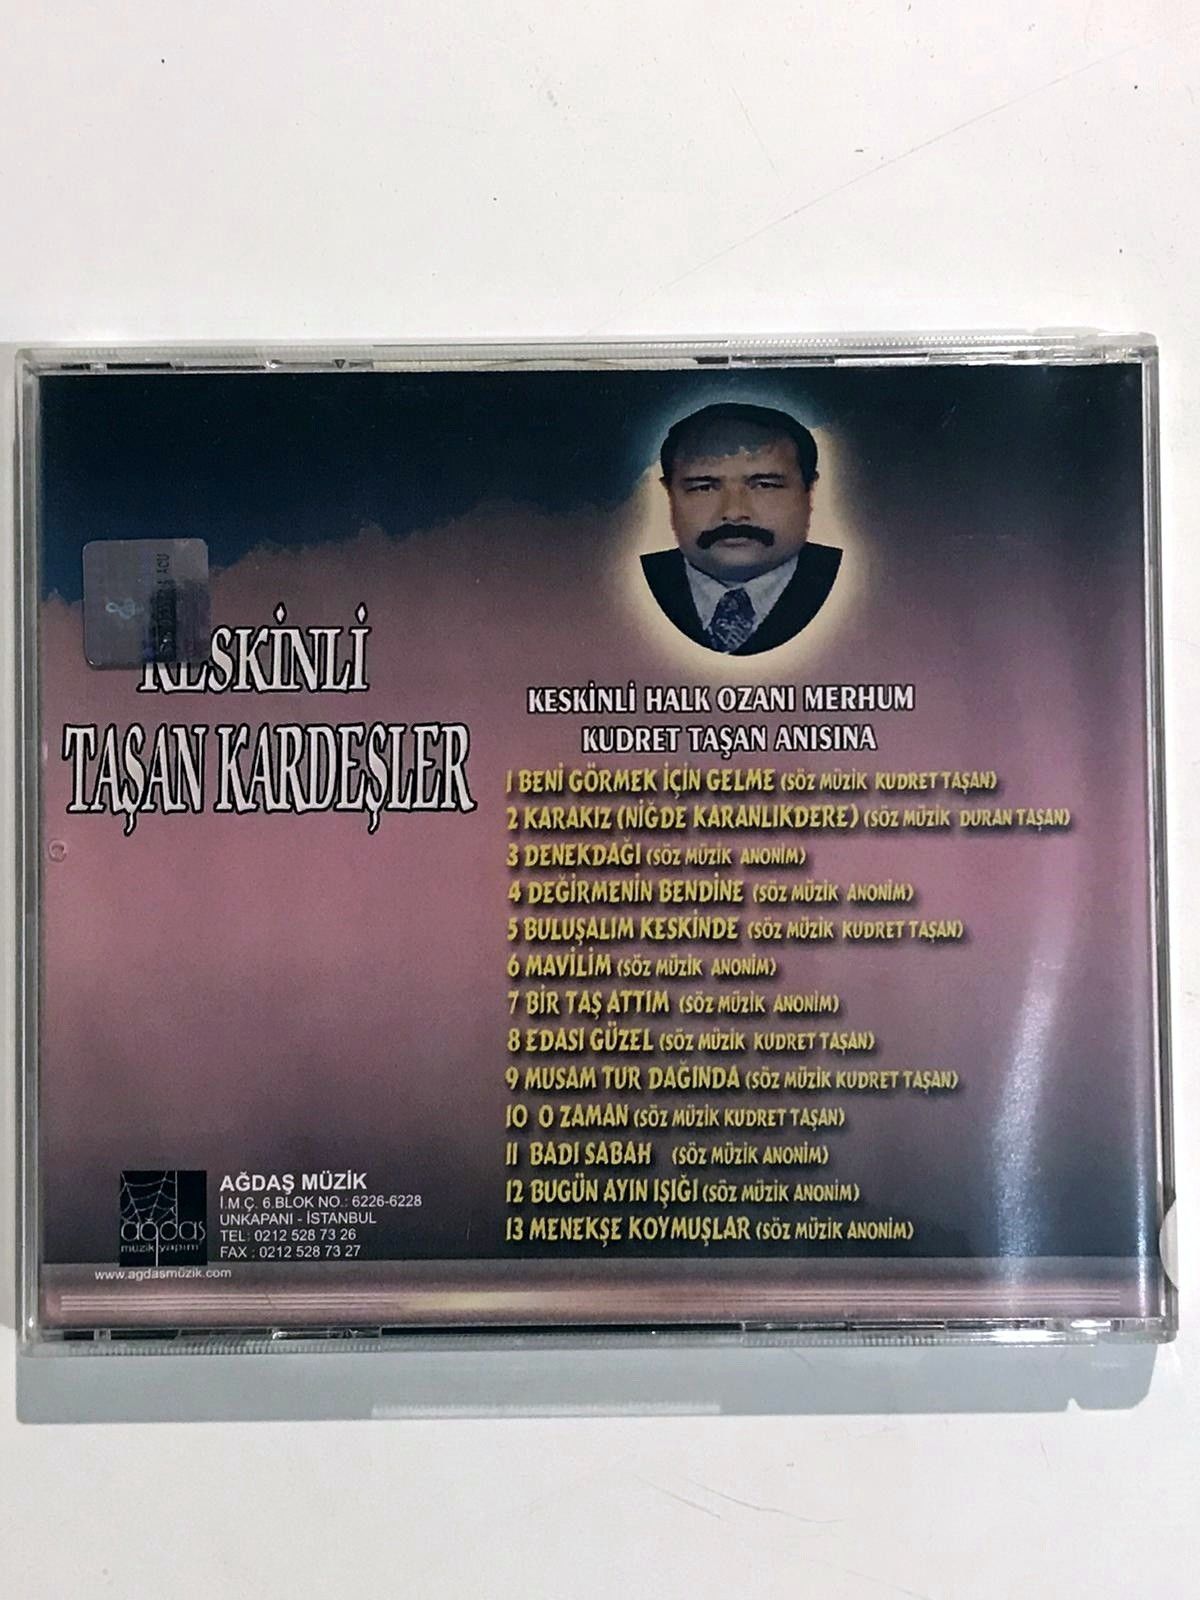 KESKİNLİ
TAŞAN KARDEŞLER
KESKİNLİ HALK OZANI MERHUM
KUDRET TAŞAN ANISINA
1 BENİ GÖRMEK İÇİN GELME (SÖZ MÜZİK KUDRET TAŞAN)
2 KARAKIZ (NİĞDE KARANLIKDERE) (SÖZ MÜZİK DURAN TAŞAN)
3 DENEKDAĞI (SÖZ MÜZİK ANONİM)
4 DEĞİRMENİN BENDİNE (SÖZ MÜZİK ANONİM)
5 BULUŞALIM KESKİNDE (SÖZ MÜZİK KUDRET TAŞAN)
6 MAVİLİM (SÖZ MÜZİK ANONİM)
7 BİR TAŞ ATTIM (SÖZ MÜZİK ANONİM)
8 EDASI GÜZEL (SÖZ MÜZİK KUDRET TAŞAN)
9 MUSAM TUR DAĞINDA (SÖZ MÜZİK KUDRET TAŞAN)
10 O ZAMAN (SÖZ MÜZİK KUDRET TAŞAN)
11 BADI SABAH (SÖZ MÜZİK ANONİM)
12 BUGÜN AYIN IŞIĞI (SÖZ MÜZİK ANONİM)
13 MENEKŞE KOYMUŞLAR (SÖZ MÜZİK ANONİM)
ağdaş
müzik yapım
AĞDAŞ MÜZİK
İ.M.Ç. 6.BLOK NO.: 6226-6228
UNKAPANI - İSTANBUL
TEL: 0212 528 73 26
FAX : 0212 528 73 27
www.agdasmüzik.com